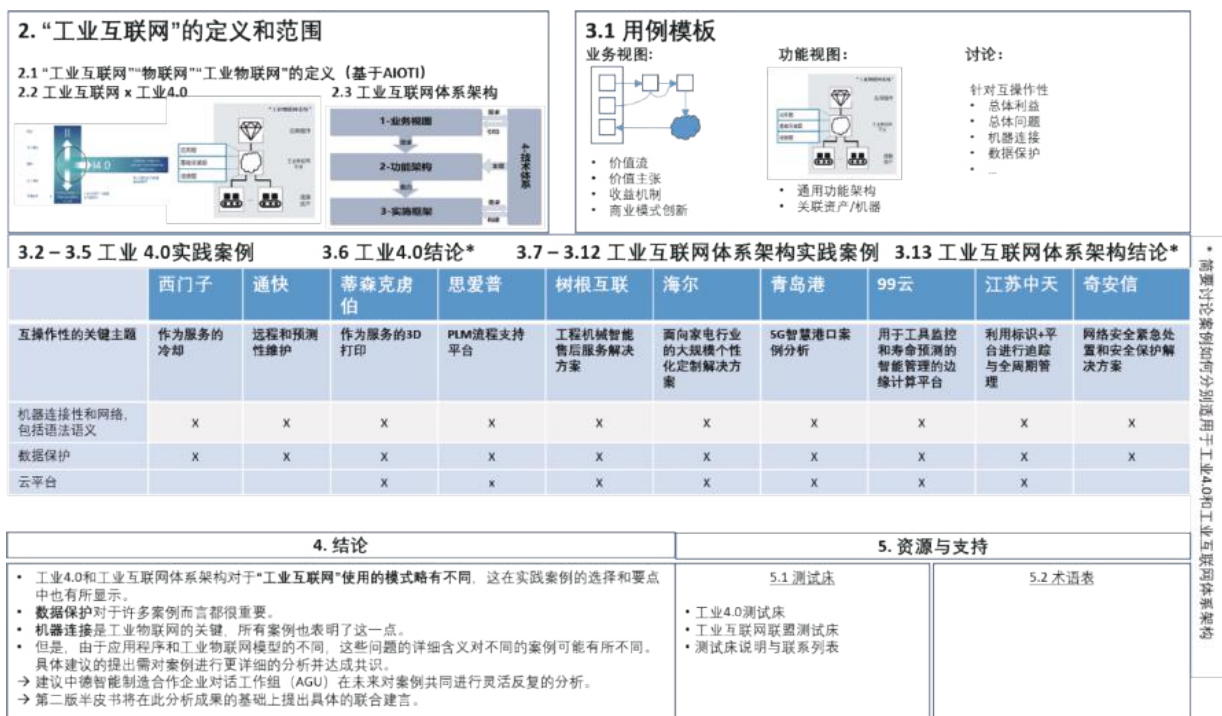 2. “工业互联网”的定义和范围
2.1 “工业互联网”“物联网”“工业物联网”的定义（基于AIOTI）
2.2 工业互联网 x 工业4.0
2.3 工业互联网体系架构
1-业务视图
2-功能架构
3-实施框架
4-技术体系
3.1 用例模板
业务视图：
• 价值流
• 价值主张
• 收益机制
• 商业模式创新
功能视图：
• 通用功能架构
• 关联资产/机器
讨论：
针对互操作性
• 总体利益
• 总体问题
• 机器连接
• 数据保护
• ...
3.2 – 3.5 工业 4.0实践案例
3.6 工业4.0结论*
3.7 – 3.12 工业互联网体系架构实践案例
3.13 工业互联网体系架构结论*
西门子 通快 蒂森克虏伯 思爱普 树根互联 海尔 青岛港 99云 江苏中天 奇安信
互操作性的关键主题
作为服务的冷却
远程和预测性维护
作为服务的3D打印
PLM流程支持平台
工程机械智能售后服务解决方案
面向家电行业的大规模个性化定制解决方案
5G智慧港口案例分析
用于工具监控和寿命预测的智能管理的边缘计算平台
利用标识+平台进行追踪与全周期管理
网络安全紧急处置和安全保护解决方案
机器连接性和网络，包括语法语义 x x x x x x x x x x
数据保护 x x x x x x x x x x
云平台 x x x x x x x
* 简要讨论案例如何分别适用于工业4.0和工业互联网体系架构
4. 结论
• 工业4.0和工业互联网体系架构对于“工业互联网”使用的模式略有不同，这在实践案例的选择和要点
中也有所显示。
• 数据保护对于许多案例而言都很重要。
• 机器连接是工业物联网的关键，所有案例也表明了这一点。
• 但是，由于应用程序和工业物联网模型的不同，这些问题的详细含义对不同的案例可能有所不同。
具体建议的提出需对案例进行更详细的分析并达成共识。
→ 建议中德智能制造合作企业对话工作组（AGU）在未来对案例共同进行灵活反复的分析。
→ 第二版半皮书将在此分析成果的基础上提出具体的联合建言。
5. 资源与支持
5.1 测试床
• 工业4.0测试床
• 工业互联网联盟测试床
• 测试床说明与联系列表
5.2 术语表